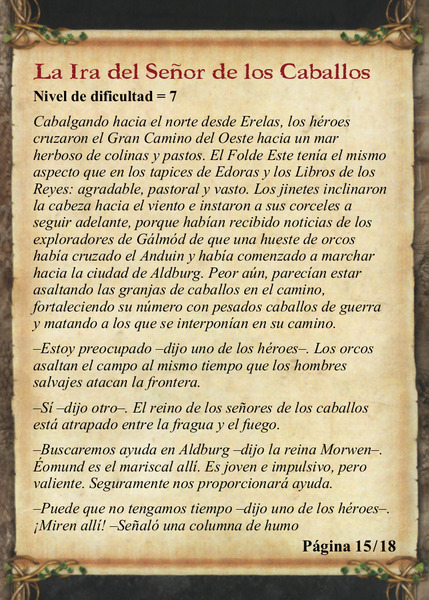 La Ira del Señor de los Caballos
Nivel de dificultad = 7
Cabalgando hacia el norte desde Erelas, los héroes
cruzaron el Gran Camino del Oeste hacia un mar
herboso de colinas y pastos. El Folde Este tenía el mismo
aspecto que en los tapices de Edoras y los Libros de los
Reyes: agradable, pastoral y vasto. Los jinetes inclinaron
la cabeza hacia el viento e instaron a sus corceles a
seguir adelante, porque habían recibido noticias de los
exploradores de Gálmód de que una hueste de orcos
había cruzado el Anduin y había comenzado a marchar
hacia la ciudad de Aldburg. Peor aún, parecían estar
asaltando las granjas de caballos en el camino,
fortaleciendo su número con pesados caballos de guerra
y matando a los que se interponían en su camino.
–Estoy preocupado –dijo uno de los héroes–. Los orcos
asaltan el campo al mismo tiempo que los hombres
salvajes atacan la frontera.
–Sí –dijo otro–. El reino de los señores de los caballos
está atrapado entre la fragua y el fuego.
–Buscaremos ayuda en Aldburg –dijo la reina Morwen–.
Éomund es el mariscal allí. Es joven e impulsivo, pero
valiente. Seguramente nos proporcionará ayuda.
–Puede que no tengamos tiempo –dijo uno de los héroes–.
¡Miren allí! –Señaló una columna de humo
Página 15/18